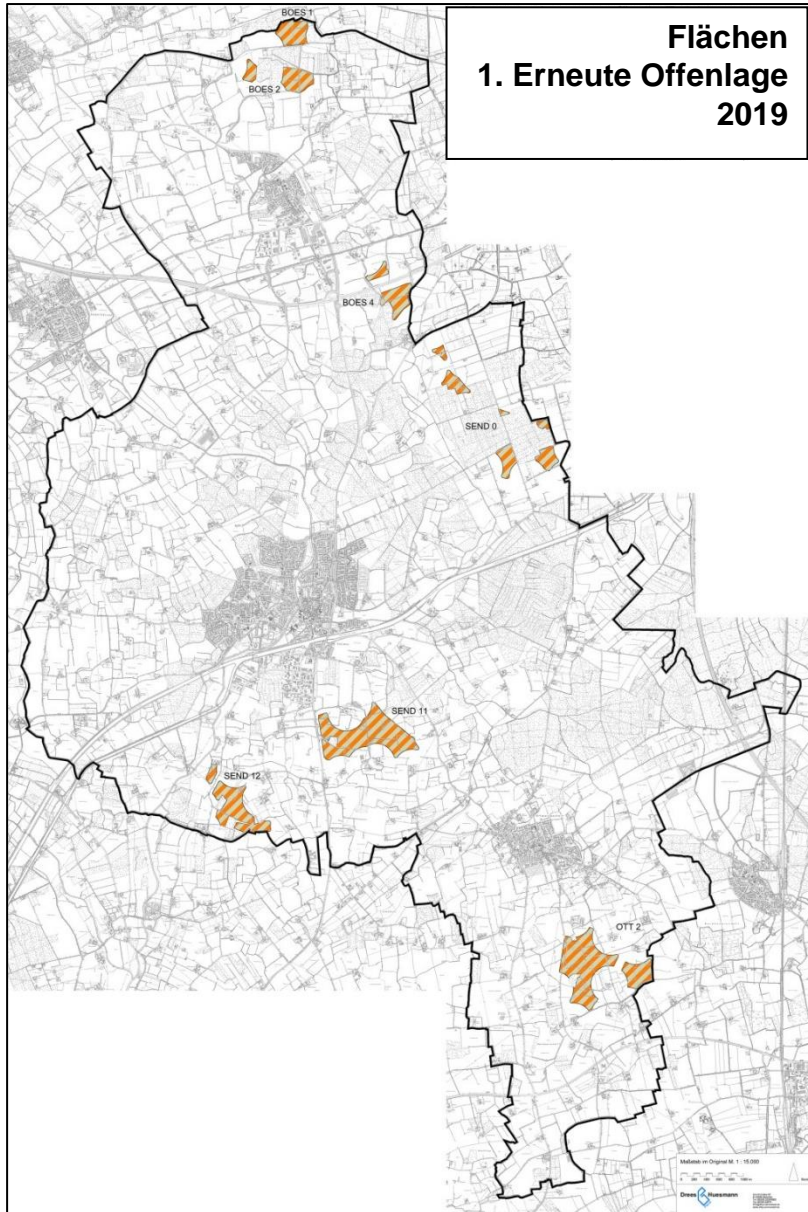 Flächen
1. Erneute Offenlage
2019
BOES 1
BOES 2
BOES 4
SEND 0
SEND 11
SEND 12
OTT 2
Maßstab im Original M. 1 : 15.000
Drees Huesmann